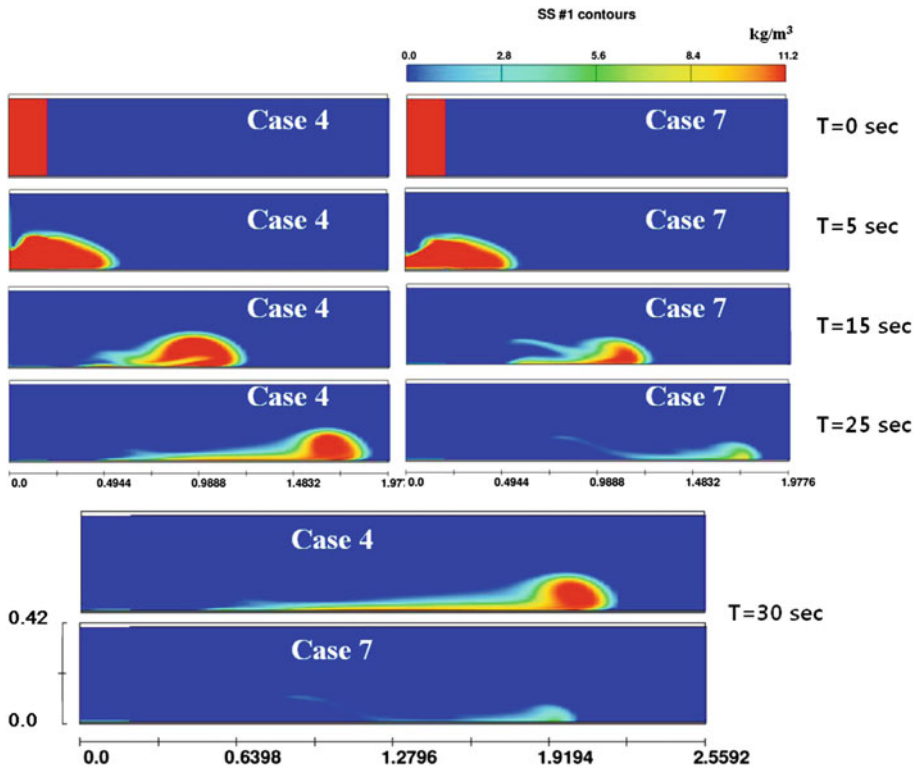 SS #1 contours
kg/m³
0.0 2.8 5.6 8.4 11.2
Case 4 Case 7 T=0 sec
Case 4 Case 7 T=5 sec
Case 4 Case 7 T=15 sec
Case 4 Case 7 T=25 sec
0.0 0.4944 0.9888 1.4832 1.97 0.0 0.4944 0.9888 1.4832 1.9776
Case 4
0.42 T=30 sec
Case 7
0.0
0.0 0.6398 1.2796 1.9194 2.5592